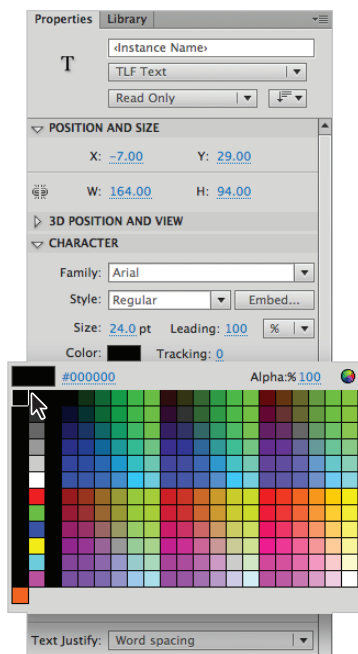 Properties Library
‹Instance Name›
T
TLF Text
Read Only
POSITION AND SIZE
X: -7.00 Y: 29.00
W: 164.00 H: 94.00
3D POSITION AND VIEW
CHARACTER
Family: Arial
Style: Regular Embed...
Size: 24.0 pt Leading: 100 %
Color: Tracking: 0
#000000 Alpha:% 100
Text Justify: Word spacing